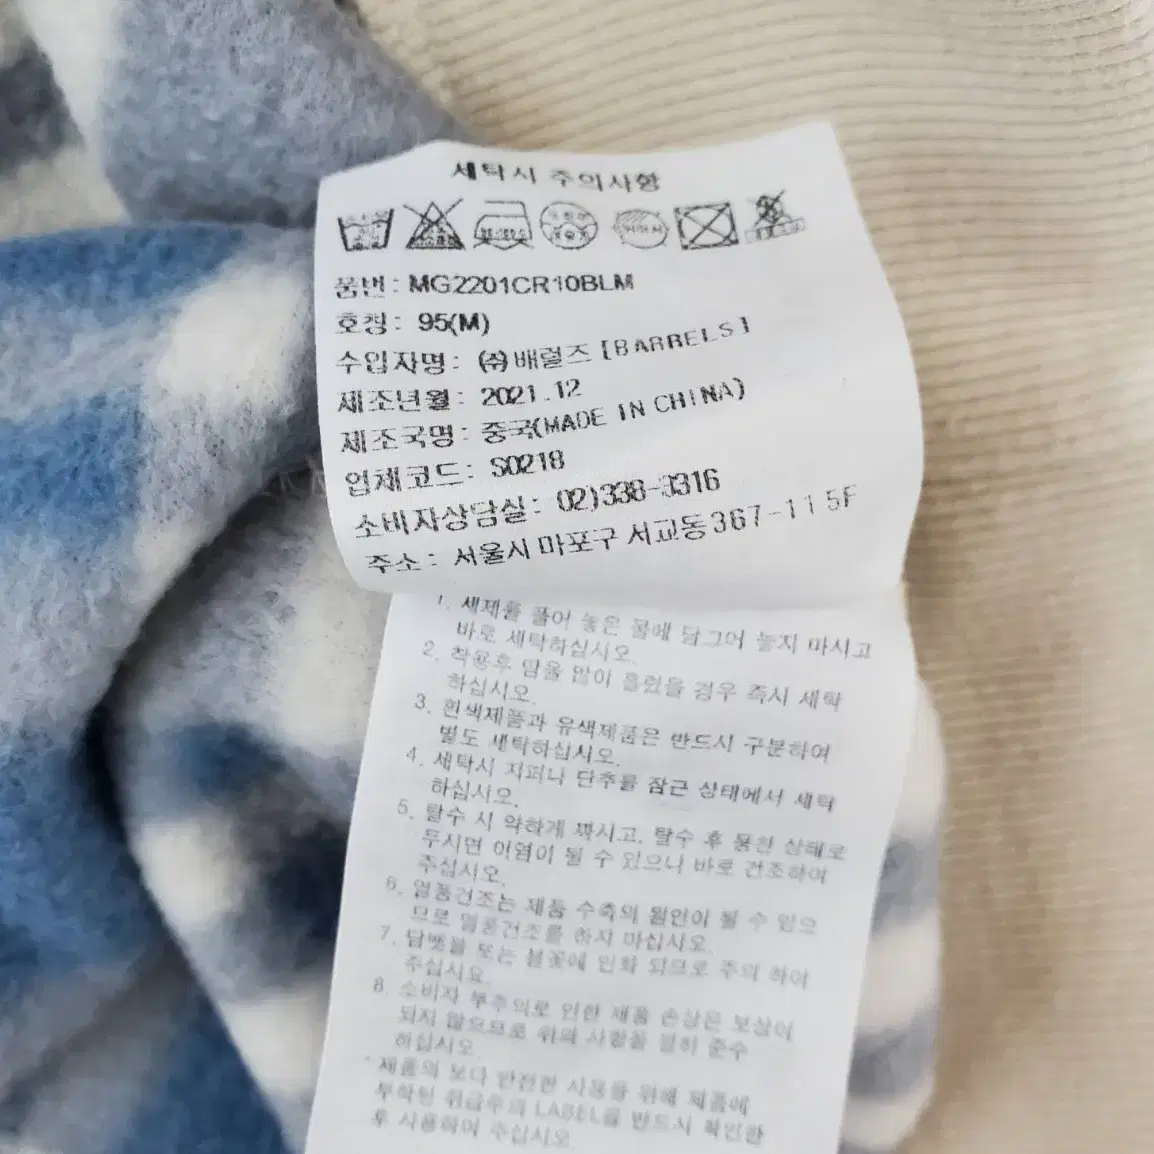 세탁시 주의사항
품번: MG2201CR10BLM
호칭: 95(M)
수입자명: (주)배럴즈 [BARRELS]
제조년월: 2021.12
제조국명: 중국(MADE IN CHINA)
업체코드: S0218
소비자상담실: 02)338-3316
주소: 서울시 마포구 서교동367-11 5F
1. 세제를 풀어 놓은 물에 담그어 놓지 마시고
바로 세탁하십시오.
2. 착용후 땀을 많이 흘렸을 경우 즉시 세탁
하십시오.
3. 흰색제품과 유색제품은 반드시 구분하여
별도 세탁하십시오.
4. 세탁시 지퍼나 단추를 잠근 상태에서 세탁
하십시오.
5. 탈수 시 약하게 짜시고, 탈수 후 뭉친 상태로
두시면 이염이 될 수 있으니 바로 건조하여
주십시오.
6. 열풍건조는 제품 수축의 원인이 될 수 있으
므로 열풍건조를 하지 마십시오.
7. 담뱃불 또는 불꽃에 인화 되므로 주의 하여
주십시요.
8. 소비자 부주의로 인한 제품 손상은 보상이
되지 않으므로 위의 사항을 필히 준수
하십시오.
* 제품의 보다 안전한 사용을 위해 제품에
부착된 취급주의 LABEL을 반드시 확인한
후 사용하여 주십시오.